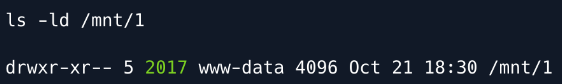 ls -ld /mnt/1
drwxr-xr-- 5 2017 www-data 4096 Oct 21 18:30 /mnt/1